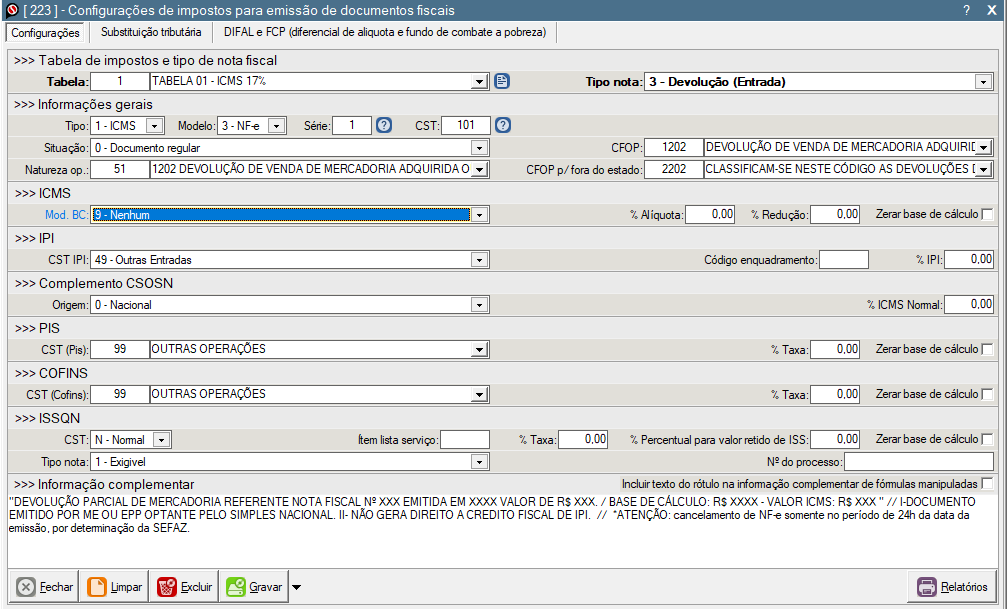 [ 223 ] - Configurações de impostos para emissão de documentos fiscais ? X
Configurações Substituição tributária DIFAL e FCP (diferencial de aliquota e fundo de combate a pobreza)
>>> Tabela de impostos e tipo de nota fiscal
Tabela: 1 TABELA 01 - ICMS 17% Tipo nota: 3 - Devolução (Entrada)
>>> Informações gerais
Tipo: 1 - ICMS Modelo: 3 - NF-e Série: 1 ? CST: 101 ?
Situação: 0 - Documento regular CFOP: 1202 DEVOLUÇÃO DE VENDA DE MERCADORIA ADQUIRID
Natureza op.: 51 1202 DEVOLUÇÃO DE VENDA DE MERCADORIA ADQUIRIDA O CFOP p/ fora do estado: 2202 CLASSIFICAM-SE NESTE CÓDIGO AS DEVOLUÇÕES D
>>> ICMS
Mod. BC: 9 - Nenhum % Alíquota: 0,00 % Redução: 0,00 Zerar base de cálculo
>>> IPI
CST IPI: 49 - Outras Entradas Código enquadramento: % IPI: 0,00
>>> Complemento CSOSN
Origem: 0 - Nacional % ICMS Normal: 0,00
>>> PIS
CST (Pis): 99 OUTRAS OPERAÇÕES % Taxa: 0,00 Zerar base de cálculo
>>> COFINS
CST (Cofins): 99 OUTRAS OPERAÇÕES % Taxa: 0,00 Zerar base de cálculo
>>> ISSQN
CST: N - Normal Ítem lista serviço: % Taxa: 0,00 % Percentual para valor retido de ISS: 0,00 Zerar base de cálculo
Tipo nota: 1 - Exigivel Nº do processo:
>>> Informação complementar Incluir texto do rótulo na informação complementar de fórmulas manipuladas
"DEVOLUÇÃO PARCIAL DE MERCADORIA REFERENTE NOTA FISCAL Nº XXX EMITIDA EM XXXX VALOR DE R$ XXX. / BASE DE CÁLCULO: R$ XXXX - VALOR ICMS: R$ XXX " // I-DOCUMENTO
EMITIDO POR ME OU EPP OPTANTE PELO SIMPLES NACIONAL. II- NÃO GERA DIREITO A CREDITO FISCAL DE IPI. // *ATENÇÃO: cancelamento de NF-e somente no período de 24h da data da
emissão, por determinação da SEFAZ.
Fechar Limpar Excluir Gravar Relatórios